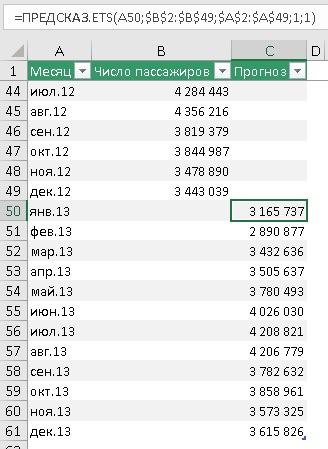 =ПРЕДСКАЗ.ETS(A50;$B$2:$B$49;$A$2:$A$49;1;1)
A B C D
1 Месяц Число пассажиров Прогноз
44 июл.12 4 284 443
45 авг.12 4 356 216
46 сен.12 3 819 379
47 окт.12 3 844 987
48 ноя.12 3 478 890
49 дек.12 3 443 039
50 янв.13 3 165 737
51 фев.13 2 890 877
52 мар.13 3 432 636
53 апр.13 3 505 637
54 май.13 3 780 493
55 июн.13 4 026 030
56 июл.13 4 208 821
57 авг.13 4 206 779
58 сен.13 3 782 632
59 окт.13 3 858 961
60 ноя.13 3 573 325
61 дек.13 3 615 826